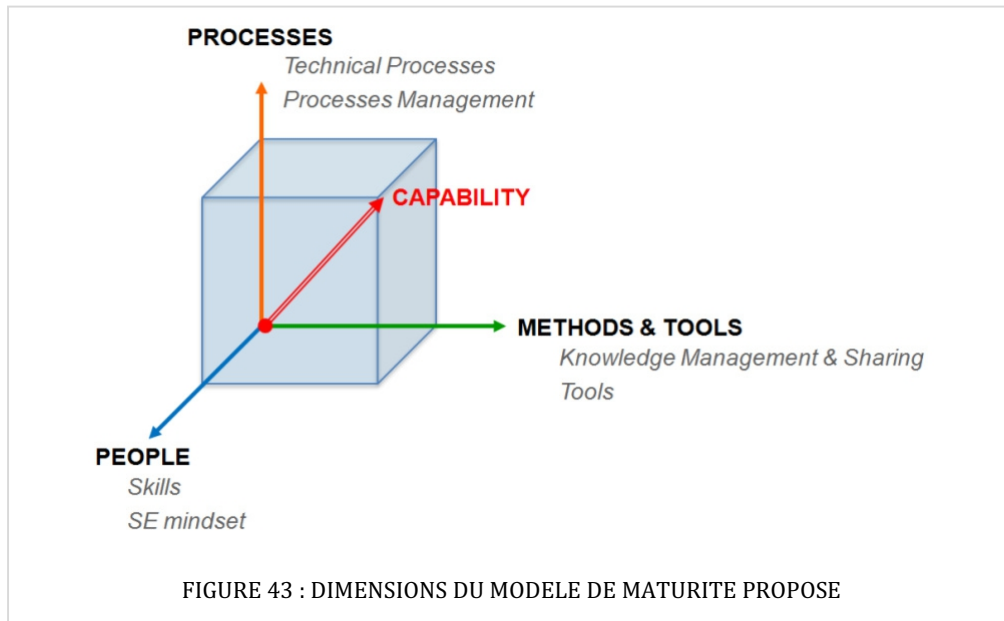 PROCESSES
Technical Processes
Processes Management
CAPABILITY
METHODS & TOOLS
Knowledge Management & Sharing
Tools
PEOPLE
Skills
SE mindset
FIGURE 43 : DIMENSIONS DU MODELE DE MATURITE PROPOSE